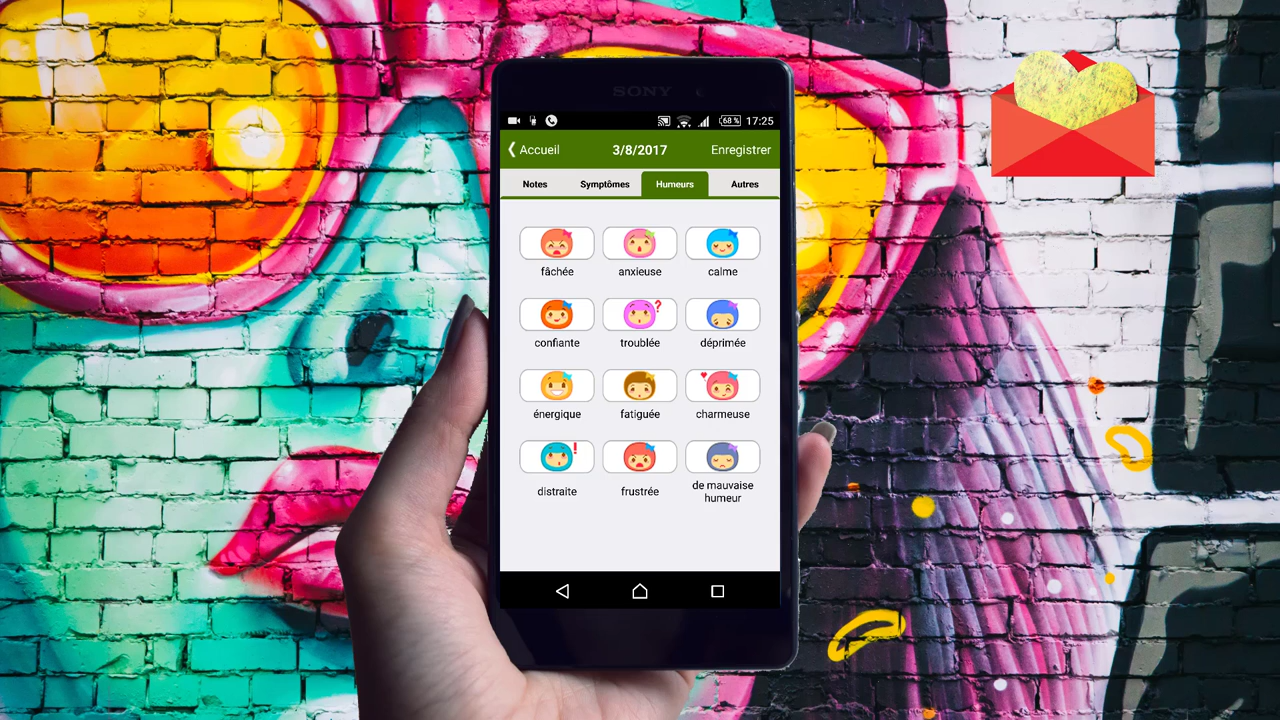 SONY
68 % 17:25
Accueil 3/8/2017 Enregistrer
Notes Symptômes Humeurs Autres
fâchée anxieuse calme
?
confiante troublée déprimée
énergique fatiguée charmeuse
!
distraite frustrée de mauvaise
humeur